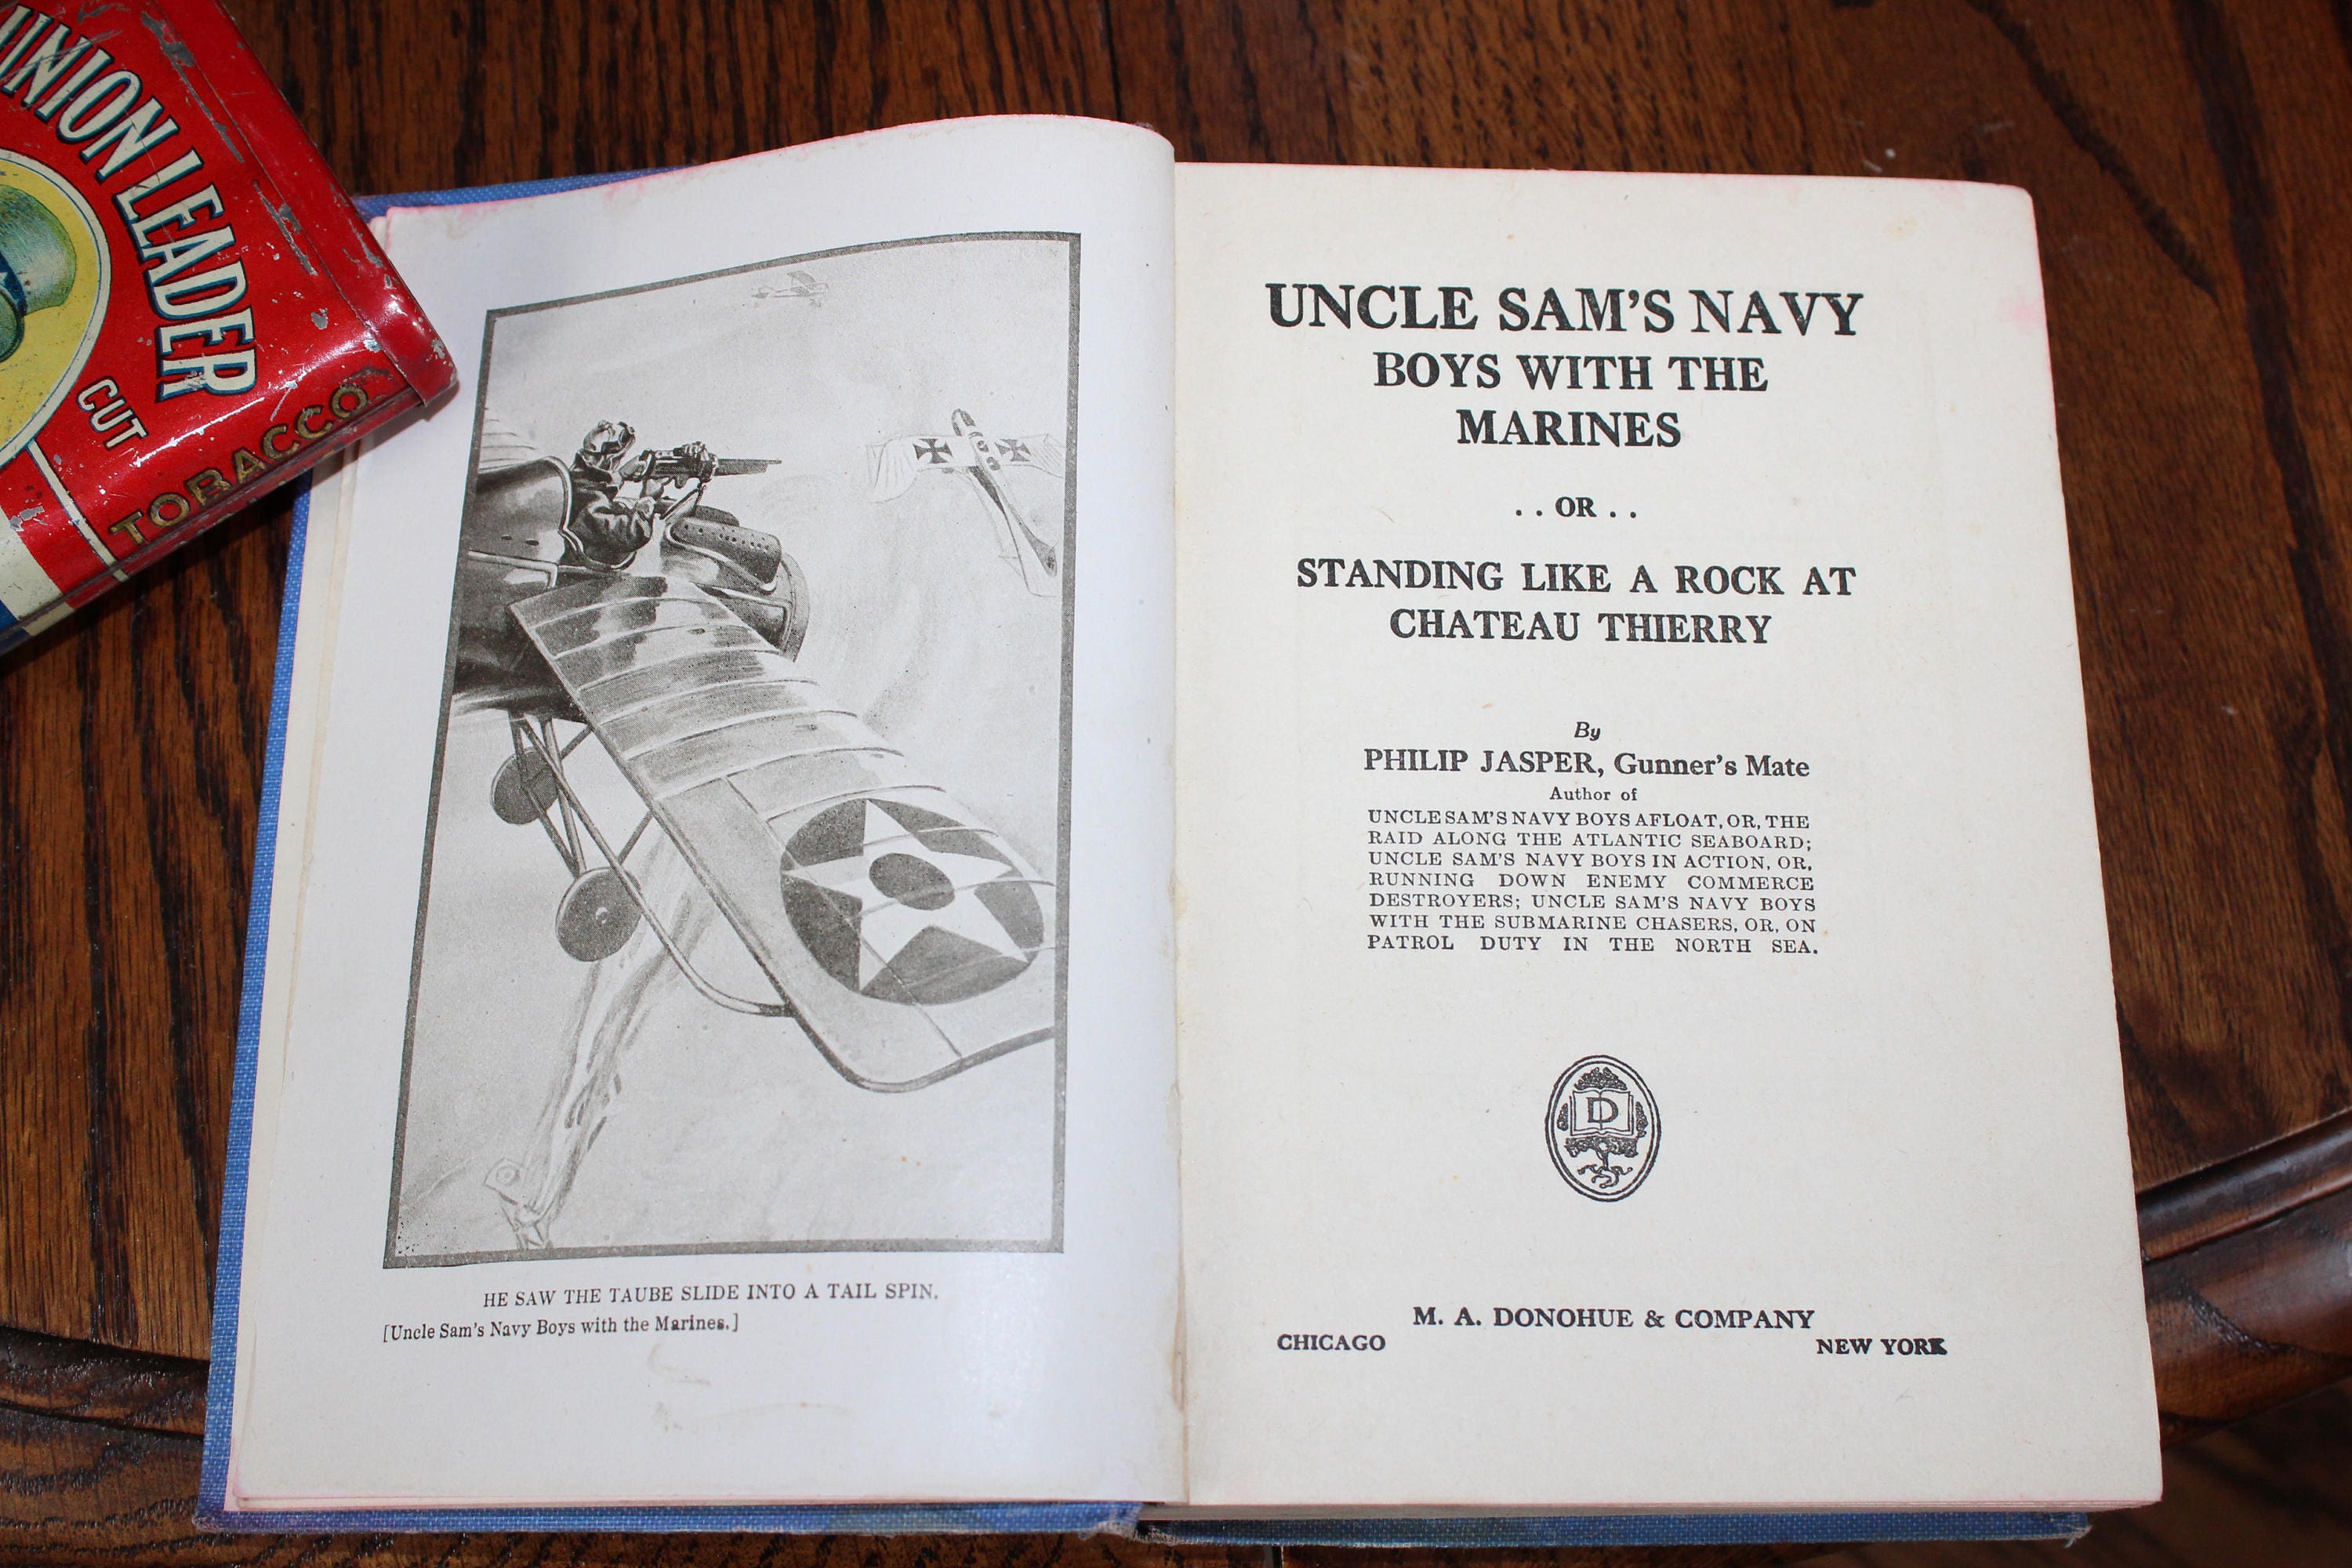 UNION LEADER
CUT
TOBACCO
HE SAW THE TAUBE SLIDE INTO A TAIL SPIN.
[Uncle Sam's Navy Boys with the Marines.]
UNCLE SAM'S NAVY
BOYS WITH THE
MARINES
. . OR . .
STANDING LIKE A ROCK AT
CHATEAU THIERRY
By
PHILIP JASPER, Gunner's Mate
Author of
UNCLE SAM'S NAVY BOYS AFLOAT, OR, THE
RAID ALONG THE ATLANTIC SEABOARD;
UNCLE SAM'S NAVY BOYS IN ACTION, OR,
RUNNING DOWN ENEMY COMMERCE
DESTROYERS; UNCLE SAM'S NAVY BOYS
WITH THE SUBMARINE CHASERS, OR, ON
PATROL DUTY IN THE NORTH SEA.
D
M. A. DONOHUE & COMPANY
CHICAGO NEW YORK